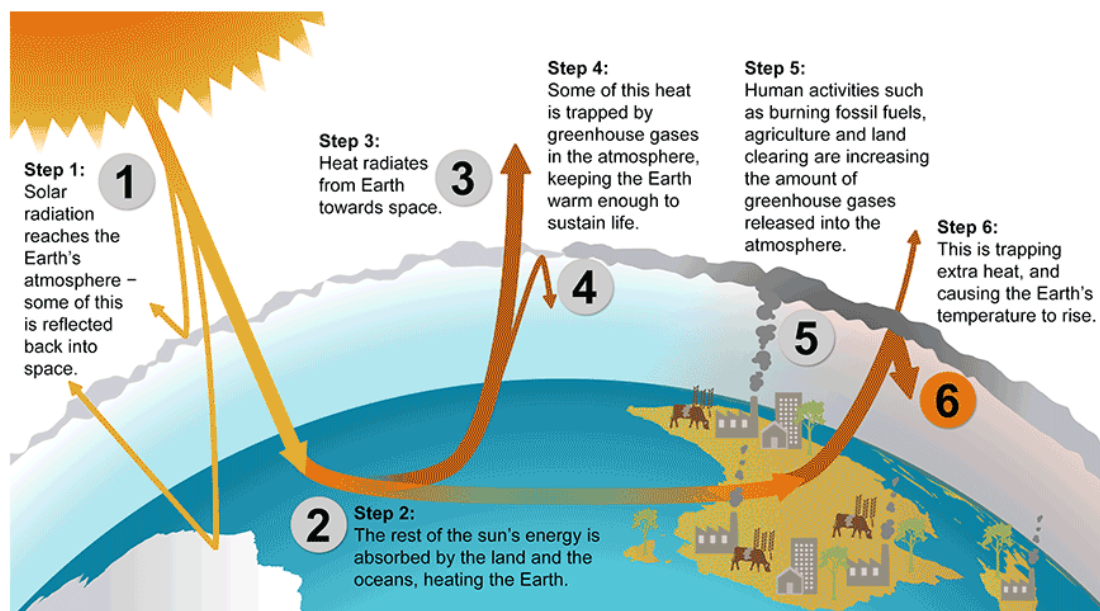 Step 1:
Solar
radiation
reaches the
Earth's
atmosphere –
some of this
is reflected
back into
space.
1
2
Step 2:
The rest of the sun's energy is
absorbed by the land and the
oceans, heating the Earth.
Step 3:
Heat radiates
from Earth
towards space.
3
Step 4:
Some of this heat
is trapped by
greenhouse gases
in the atmosphere,
keeping the Earth
warm enough to
sustain life.
4
Step 5:
Human activities such
as burning fossil fuels,
agriculture and land
clearing are increasing
the amount of
greenhouse gases
released into the
atmosphere.
5
Step 6:
This is trapping
extra heat, and
causing the Earth's
temperature to rise.
6